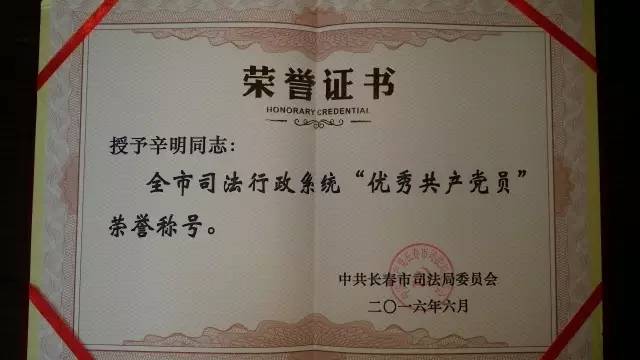 荣誉证书
HONORARY CREDENTIAL
授予辛明同志：
全市司法行政系统“优秀共产党员”
荣誉称号。
中共长春市司法局委员会
二〇一六年六月